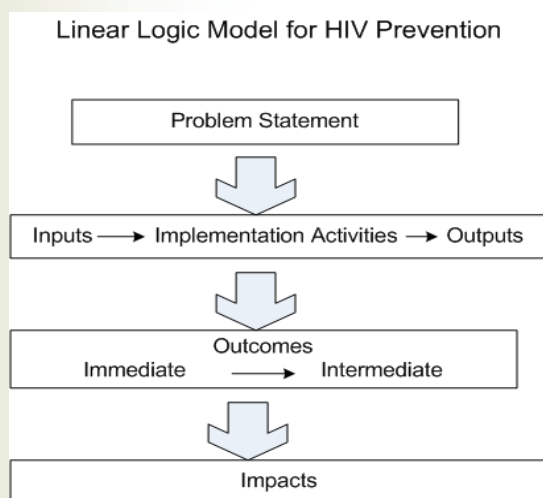 Linear Logic Model for HIV Prevention
Problem Statement
Inputs Implementation Activities Outputs
Outcomes
Immediate Intermediate
Impacts